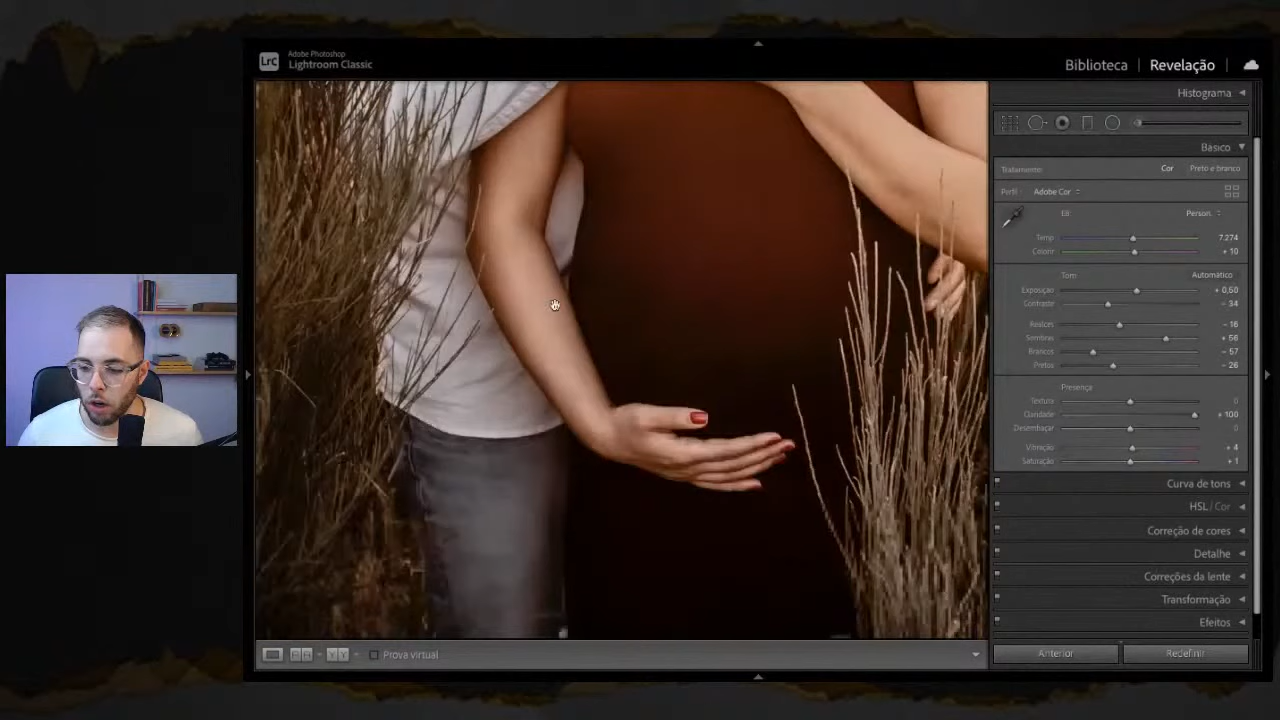 LrC
Adobe Photoshop
Lightroom Classic
Biblioteca | Revelação |
Histograma
Básico
Tratamento: Cor Preto e branco
Perfil: Adobe Cor
EB: Person.
Temp 7.274
Colorir + 10
Tom Automático
Exposição + 0,50
Contraste - 34
Realces - 16
Sombras + 56
Brancos - 57
Pretos - 26
Presença
Textura 0
Claridade + 100
Desembaçar 0
Vibração + 4
Saturação + 1
Curva de tons
HSL / Cor
Correção de cores
Detalhe
Correções da lente
Transformação
Efeitos
Prova virtual
Anterior Redefinir